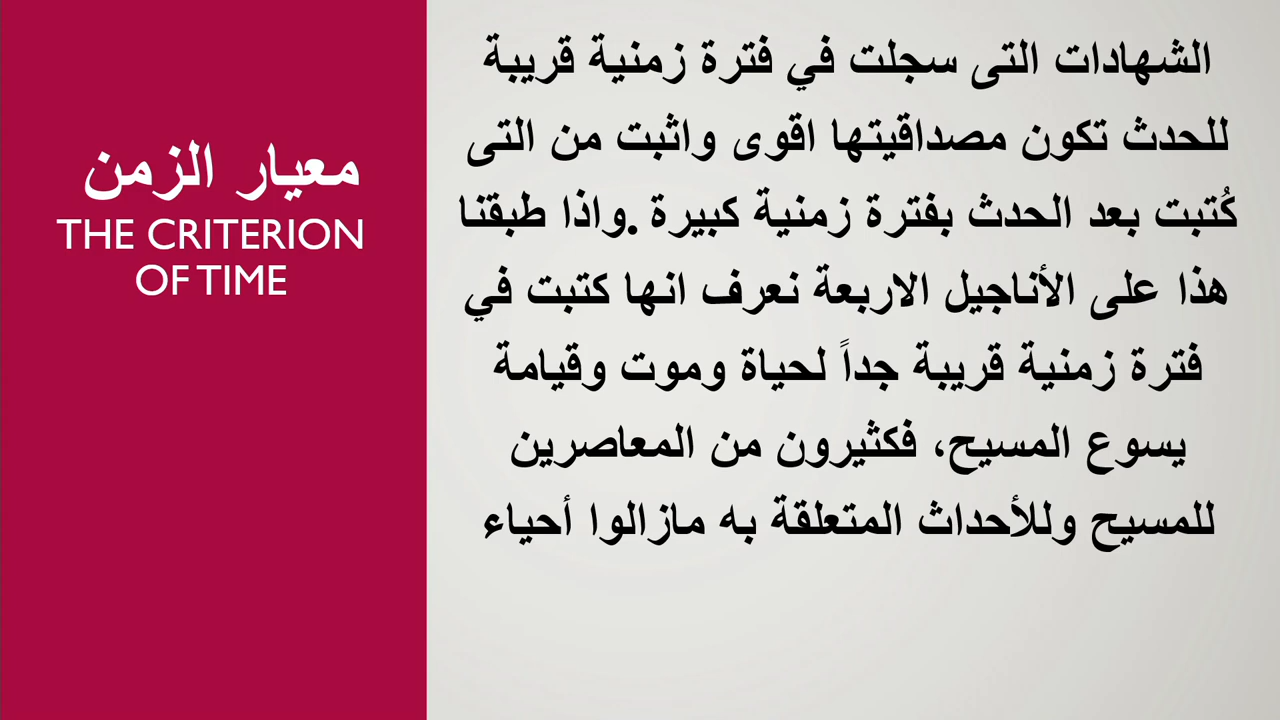 معيار الزمن
THE CRITERION
OF TIME
الشهادات التى سجلت في فترة زمنية قريبة
للحدث تكون مصداقيتها اقوى واثبت من التى
كُتبت بعد الحدث بفترة زمنية كبيرة .واذا طبقنا
هذا على الأناجيل الاربعة نعرف انها كتبت في
فترة زمنية قريبة جداً لحياة وموت وقيامة
يسوع المسيح، فكثيرون من المعاصرين
للمسيح وللأحداث المتعلقة به مازالوا أحياء